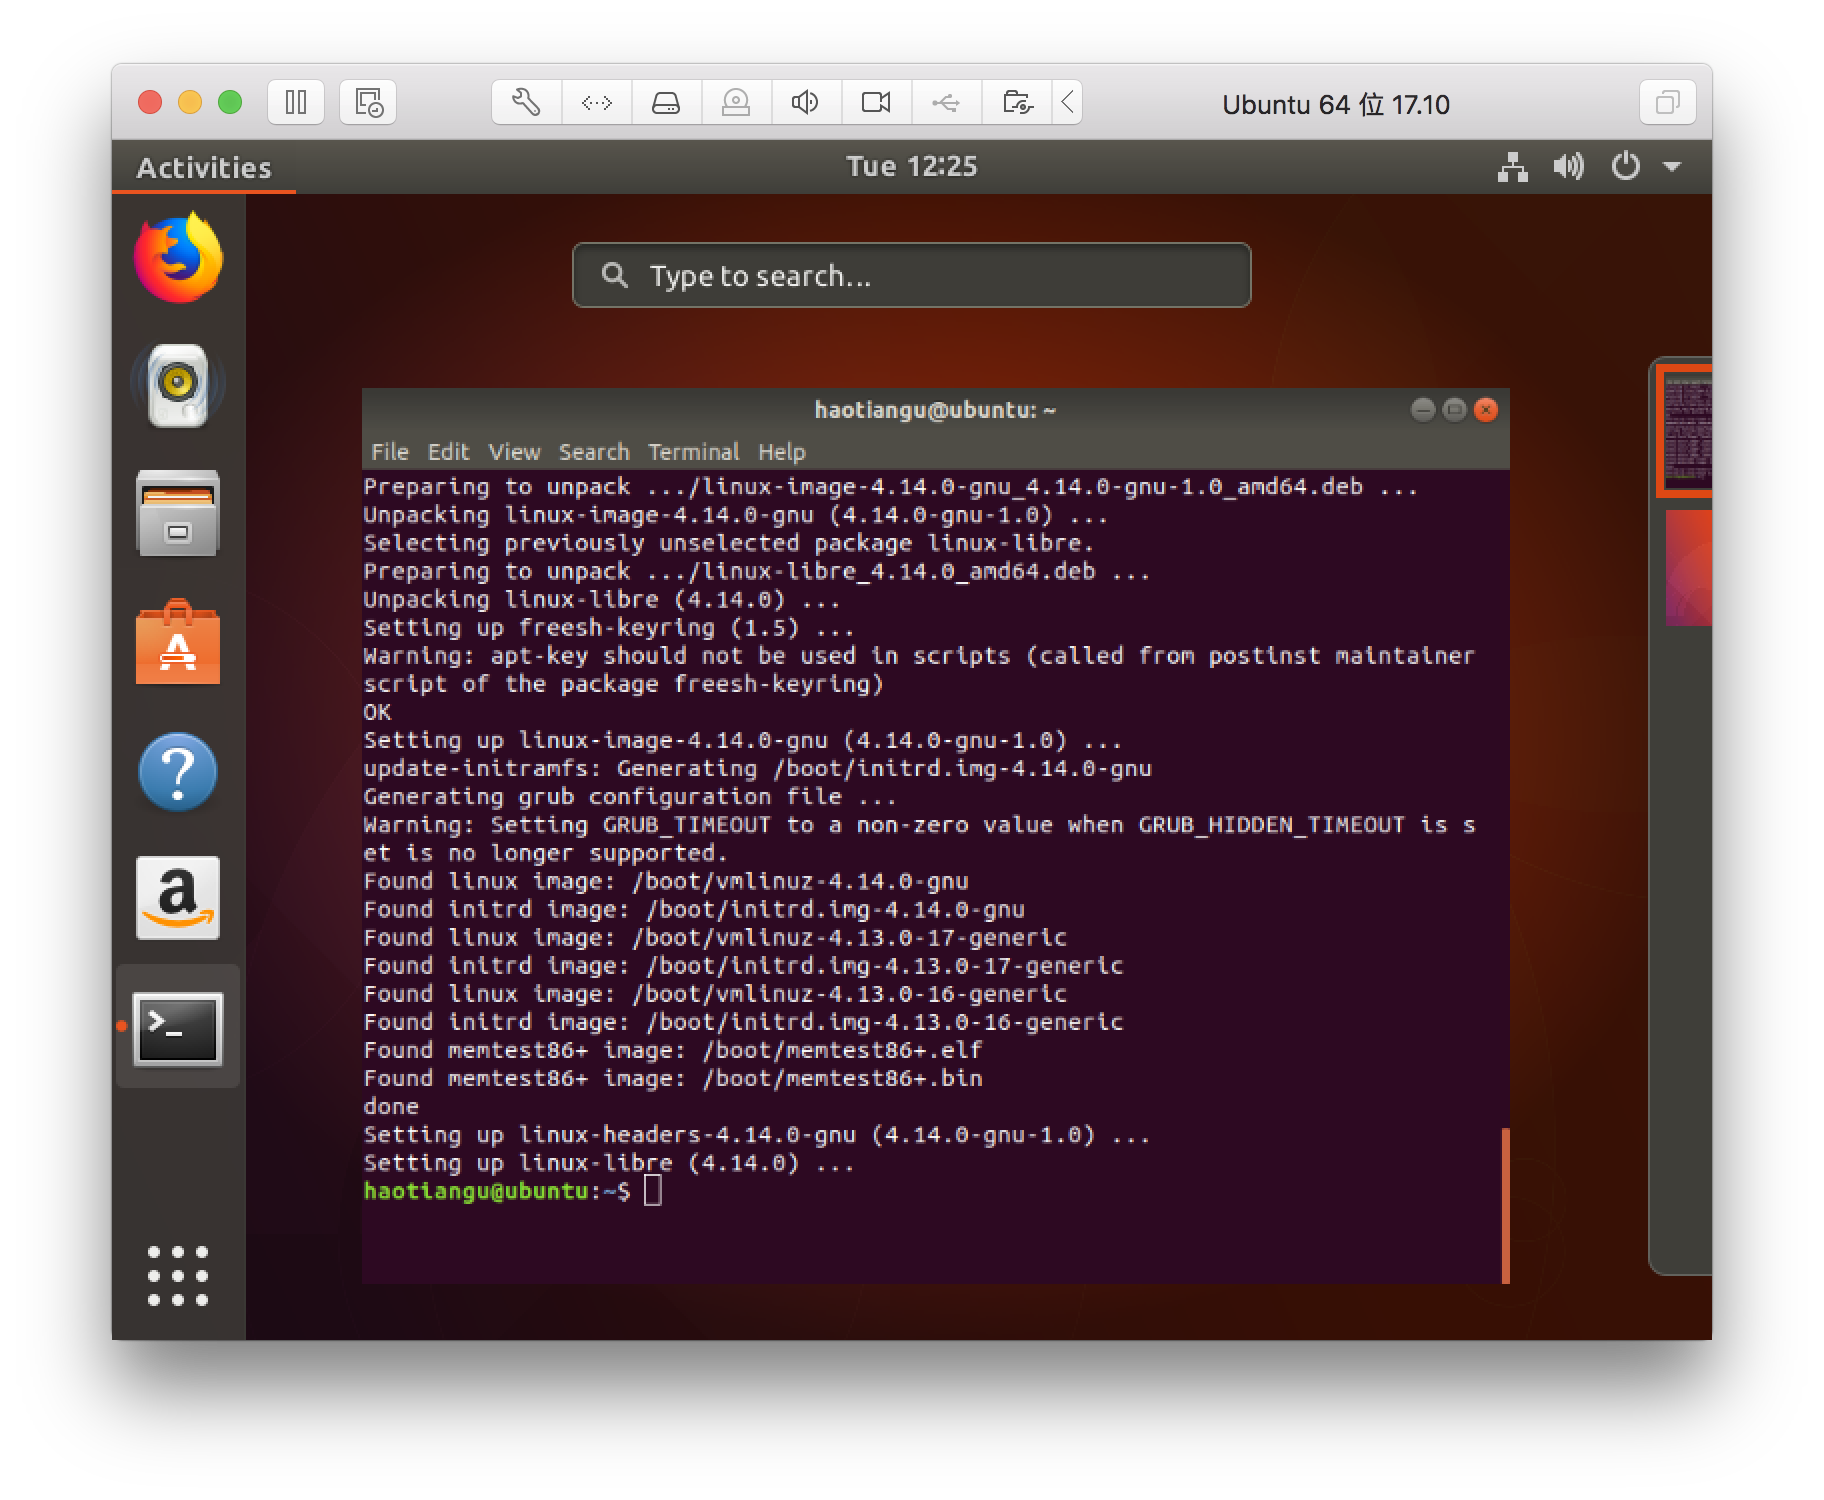 Ubuntu 64 位 17.10
Activities
Tue 12:25
Type to search...
haotiangu@ubuntu: ~
File Edit View Search Terminal Help
Preparing to unpack .../linux-image-4.14.0-gnu_4.14.0-gnu-1.0_amd64.deb ...
Unpacking linux-image-4.14.0-gnu (4.14.0-gnu-1.0) ...
Selecting previously unselected package linux-libre.
Preparing to unpack .../linux-libre_4.14.0_amd64.deb ...
Unpacking linux-libre (4.14.0) ...
Setting up freesh-keyring (1.5) ...
Warning: apt-key should not be used in scripts (called from postinst maintainer
script of the package freesh-keyring)
OK
Setting up linux-image-4.14.0-gnu (4.14.0-gnu-1.0) ...
update-initramfs: Generating /boot/initrd.img-4.14.0-gnu
Generating grub configuration file ...
Warning: Setting GRUB_TIMEOUT to a non-zero value when GRUB_HIDDEN_TIMEOUT is s
et is no longer supported.
Found linux image: /boot/vmlinuz-4.14.0-gnu
Found initrd image: /boot/initrd.img-4.14.0-gnu
Found linux image: /boot/vmlinuz-4.13.0-17-generic
Found initrd image: /boot/initrd.img-4.13.0-17-generic
Found linux image: /boot/vmlinuz-4.13.0-16-generic
Found initrd image: /boot/initrd.img-4.13.0-16-generic
Found memtest86+ image: /boot/memtest86+.elf
Found memtest86+ image: /boot/memtest86+.bin
done
Setting up linux-headers-4.14.0-gnu (4.14.0-gnu-1.0) ...
Setting up linux-libre (4.14.0) ...
haotiangu@ubuntu:~$